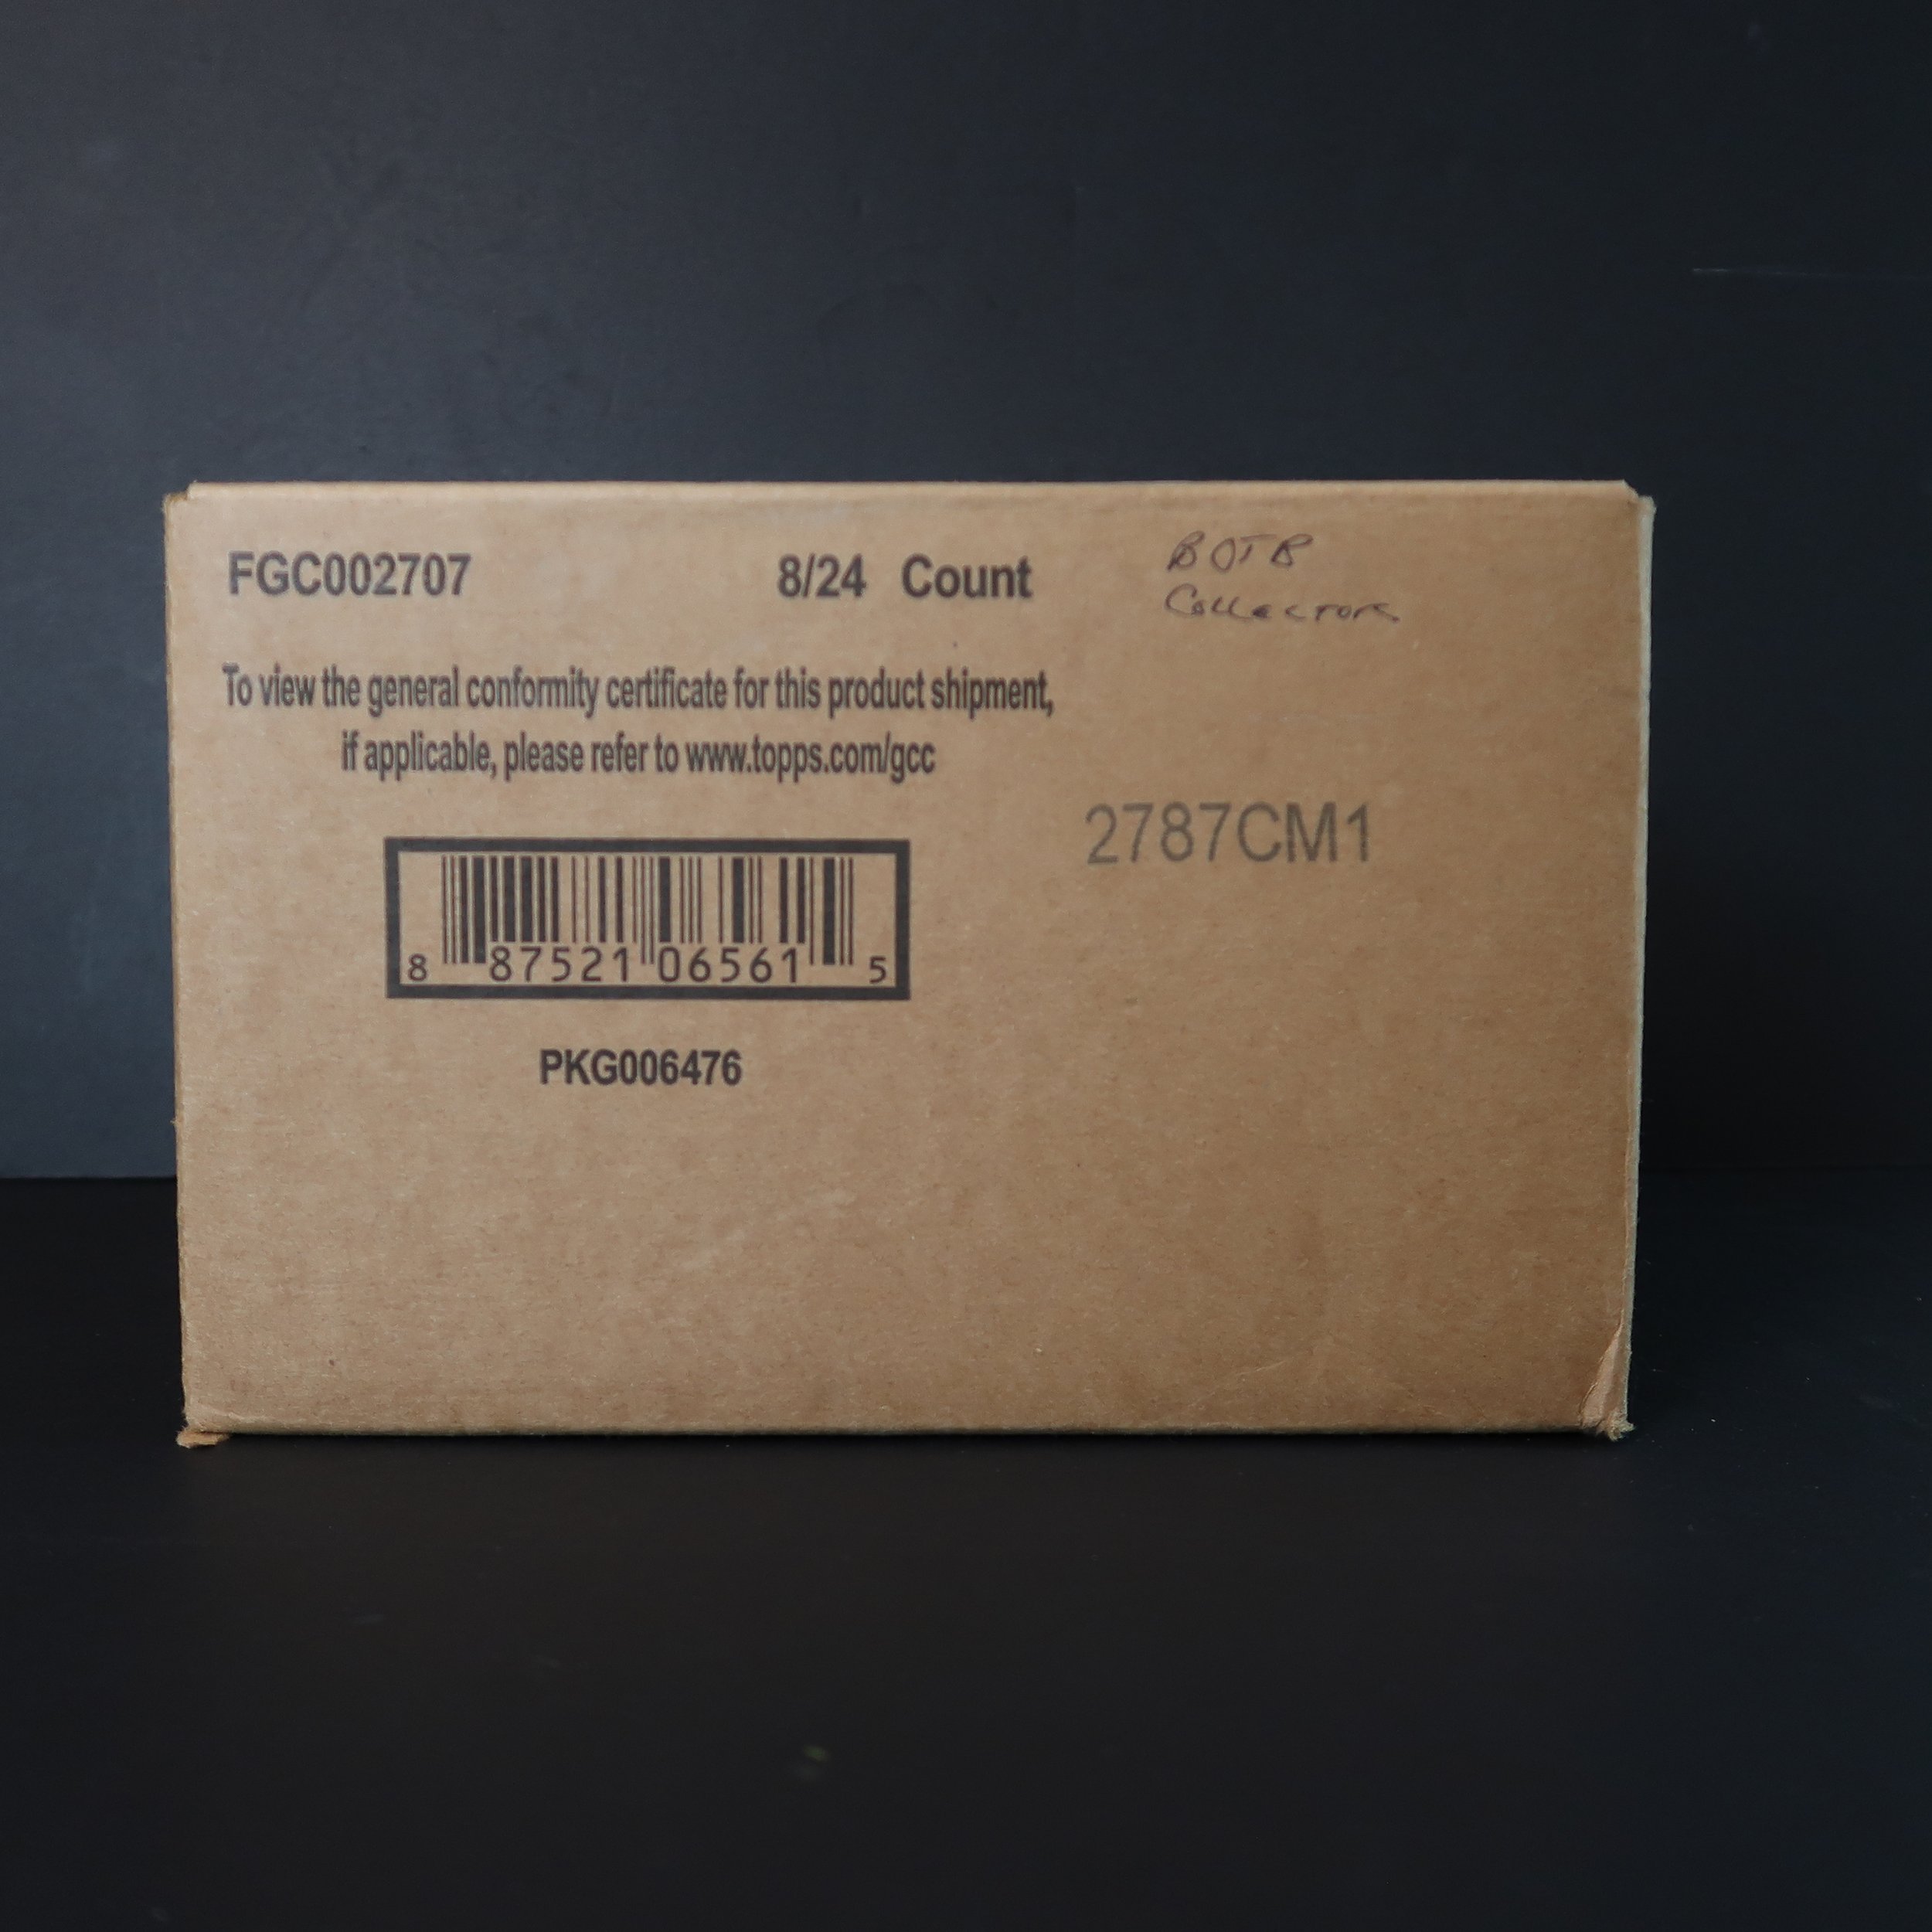 FGC002707 8/24 Count
BOTB
Collector
To view the general conformity certificate for this product shipment,
if applicable, please refer to www.topps.com/gcc
2787CM1
8 87521 06561 5
PKG006476